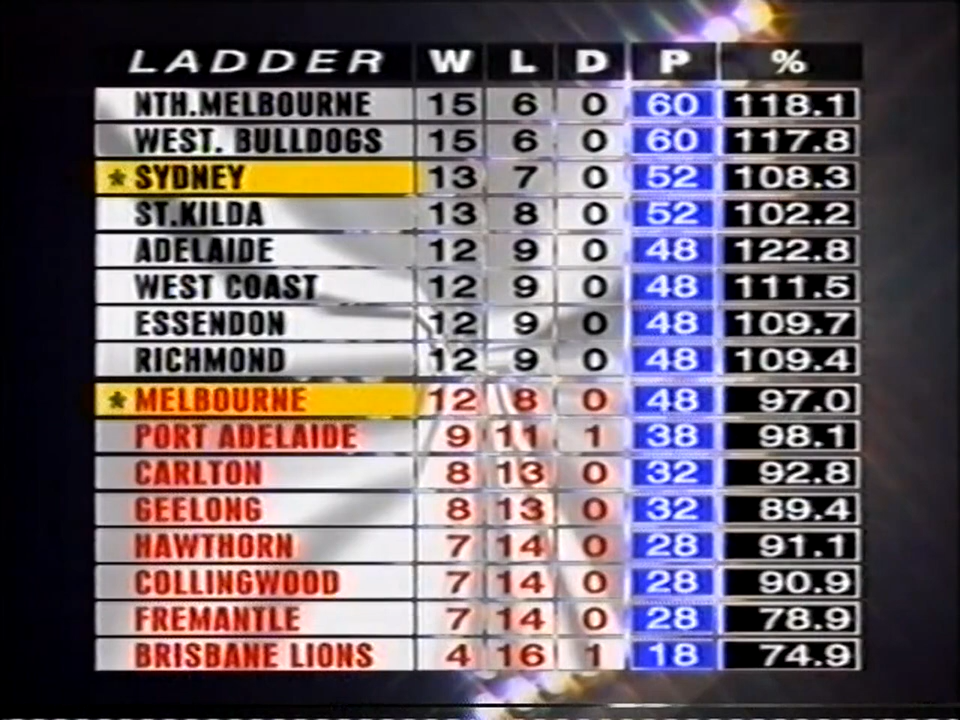 LADDER W L D P %
NTH.MELBOURNE 15 6 0 60 118.1
WEST. BULLDOGS 15 6 0 60 117.8
* SYDNEY 13 7 0 52 108.3
ST.KILDA 13 8 0 52 102.2
ADELAIDE 12 9 0 48 122.8
WEST COAST 12 9 0 48 111.5
ESSENDON 12 9 0 48 109.7
RICHMOND 12 9 0 48 109.4
* MELBOURNE 12 8 0 48 97.0
PORT ADELAIDE 9 11 1 38 98.1
CARLTON 8 13 0 32 92.8
GEELONG 8 13 0 32 89.4
HAWTHORN 7 14 0 28 91.1
COLLINGWOOD 7 14 0 28 90.9
FREMANTLE 7 14 0 28 78.9
BRISBANE LIONS 4 16 1 18 74.9